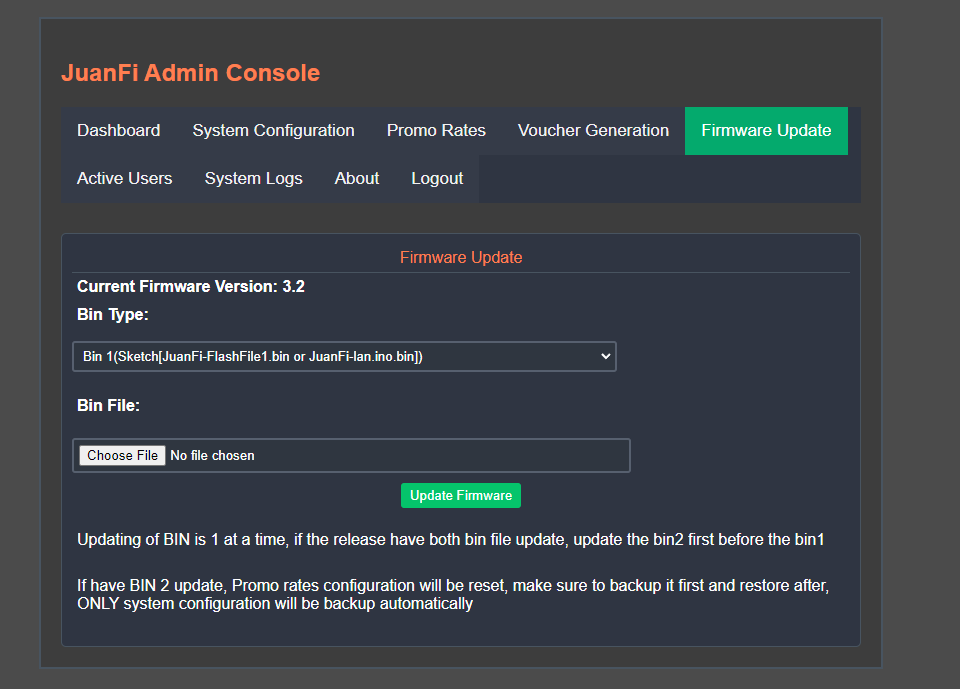 JuanFi Admin Console
Dashboard System Configuration Promo Rates Voucher Generation Firmware Update
Active Users System Logs About Logout
Firmware Update
Current Firmware Version: 3.2
Bin Type:
Bin 1(Sketch[JuanFi-FlashFile1.bin or JuanFi-lan.ino.bin])
Bin File:
Choose File No file chosen
Update Firmware
Updating of BIN is 1 at a time, if the release have both bin file update, update the bin2 first before the bin1
If have BIN 2 update, Promo rates configuration will be reset, make sure to backup it first and restore after,
ONLY system configuration will be backup automatically